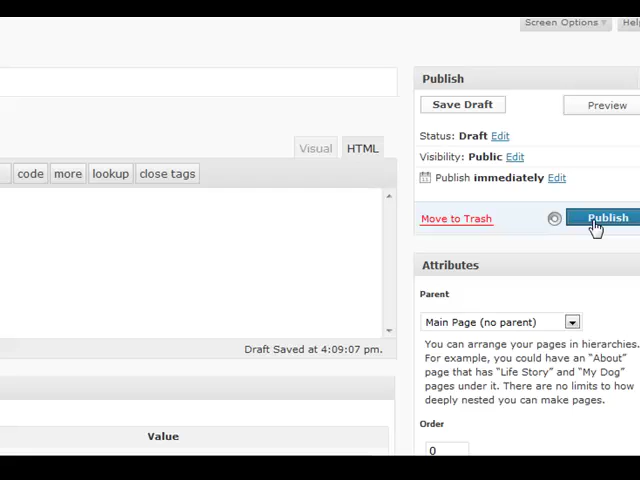 Screen Options
Help
Publish
Save Draft
Preview
Status: Draft Edit
Visual
HTML
Visibility: Public Edit
code
more
lookup
close tags
Publish immediately Edit
Move to Trash
Publish
Attributes
Parent
Main Page (no parent)
You can arrange your pages in hierarchies.
For example, you could have an “About”
page that has “Life Story” and “My Dog”
pages under it. There are no limits to how
deeply nested you can make pages.
Draft Saved at 4:09:07 pm.
Order
Value
0